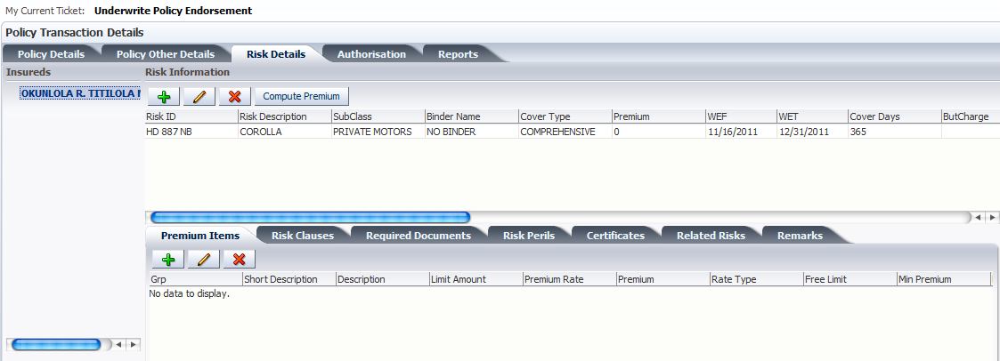 My Current Ticket: Underwrite Policy Endorsement
Policy Transaction Details
Policy Details Policy Other Details Risk Details Authorisation Reports
Insureds Risk Information
OKUNLOLA R. TITILOLA
Compute Premium
Risk ID Risk Description SubClass Binder Name Cover Type Premium WEF WET Cover Days ButCharge
HD 887 NB COROLLA PRIVATE MOTORS NO BINDER COMPREHENSIVE 0 11/16/2011 12/31/2011 365
Premium Items Risk Clauses Required Documents Risk Perils Certificates Related Risks Remarks
Grp Short Description Description Limit Amount Premium Rate Premium Rate Type Free Limit Min Premium
No data to display.